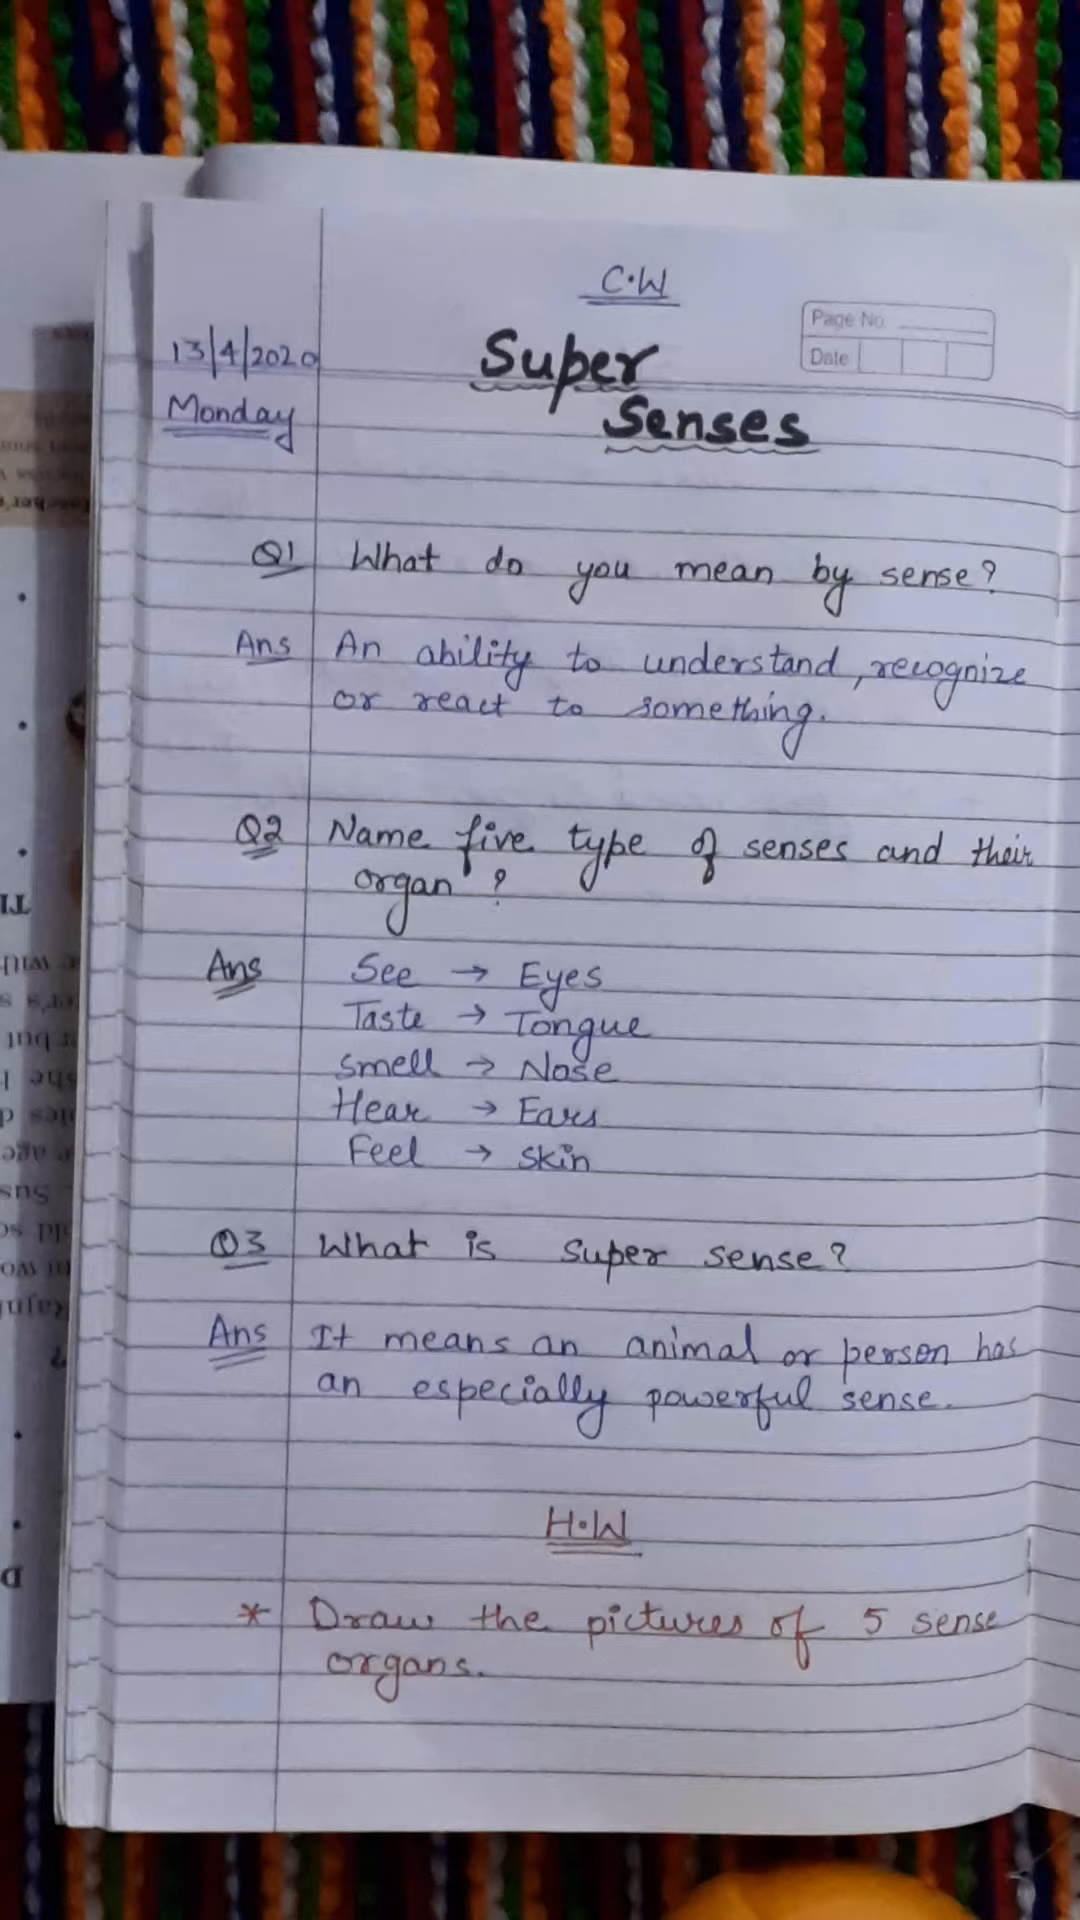 C.W
Page No.
13/4/2020
Super
Date
Monday
Senses
Q1 What do you mean by sense?
Ans An ability to understand, recognize
or react to something.
Q2 Name five type of senses and their
organ ?
Ans See → Eyes
Taste → Tongue
Smell → Nose
Hear → Ears
Feel → Skin
Q3 What is super sense?
Ans It means an animal or person has
an especially powerful sense.
H.W
* Draw the pictures of 5 sense
organs.